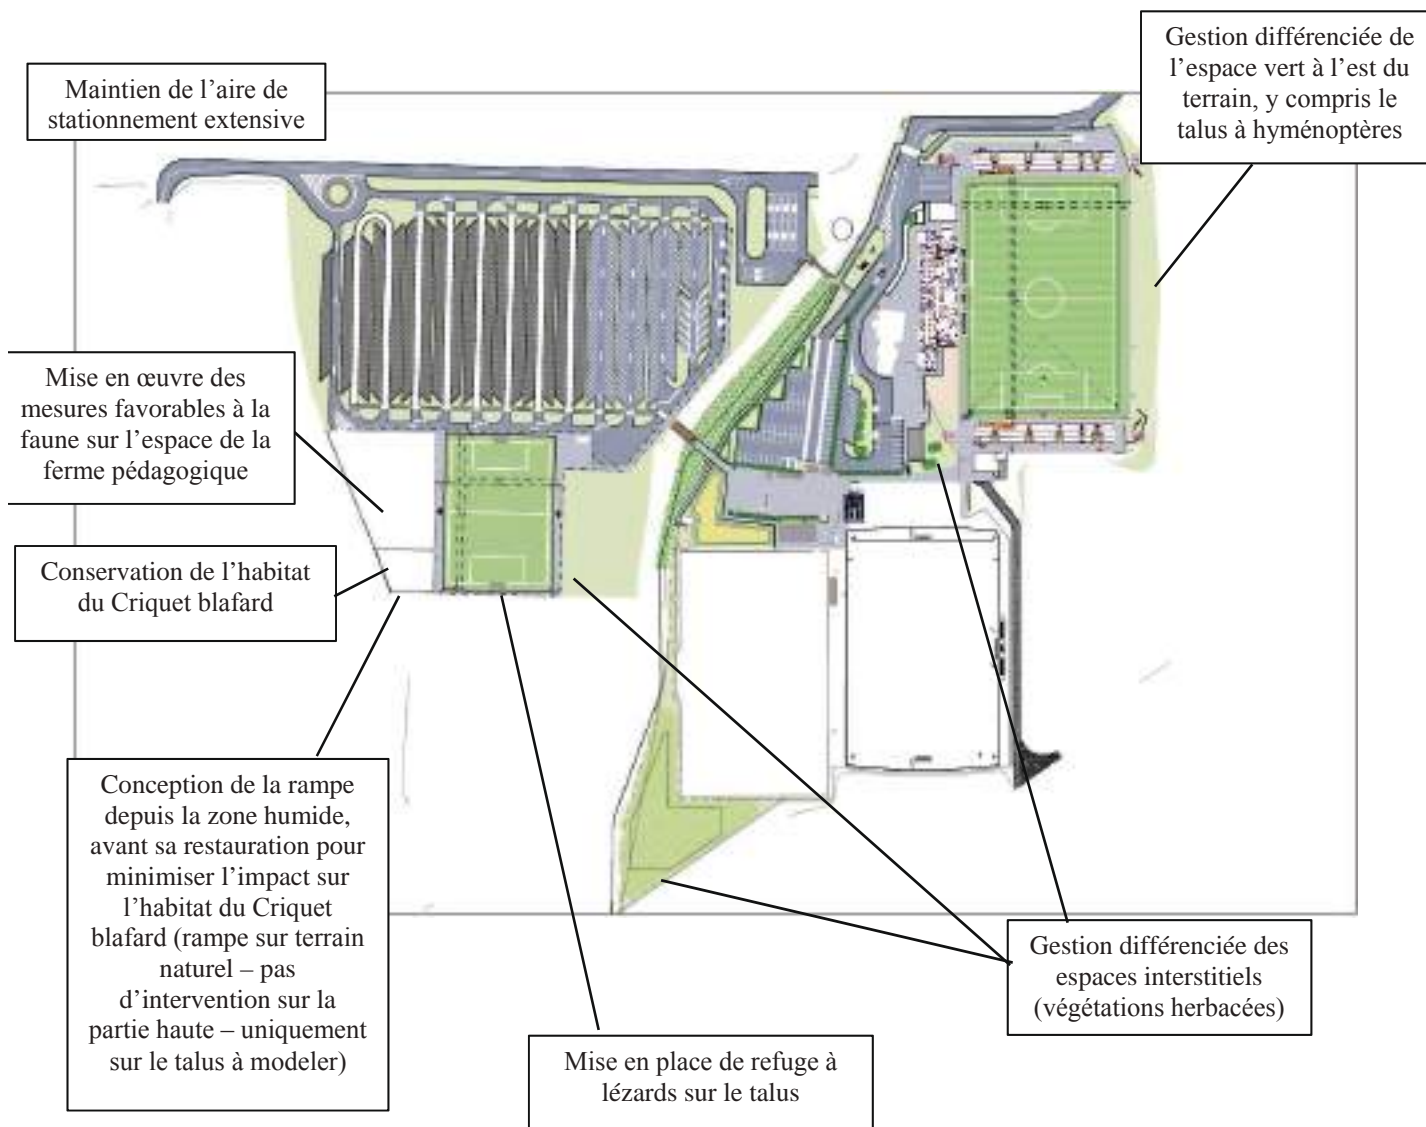 Gestion différenciée de
l’espace vert à l’est du
terrain, y compris le
talus à hyménoptères
Maintien de l’aire de
stationnement extensive
Mise en œuvre des
mesures favorables à la
faune sur l’espace de la
ferme pédagogique
Conservation de l’habitat
du Criquet blafard
Conception de la rampe
depuis la zone humide,
avant sa restauration pour
minimiser l’impact sur
l’habitat du Criquet
blafard (rampe sur terrain
naturel – pas
d’intervention sur la
partie haute – uniquement
sur le talus à modeler)
Mise en place de refuge à
lézards sur le talus
Gestion différenciée des
espaces interstitiels
(végétations herbacées)